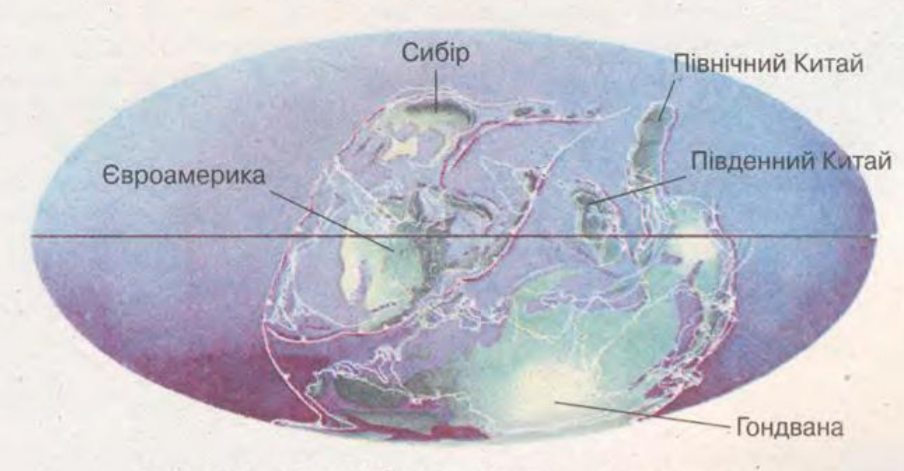 Сибір
Північний Китай
Південний Китай
Євроамерика
Гондвана